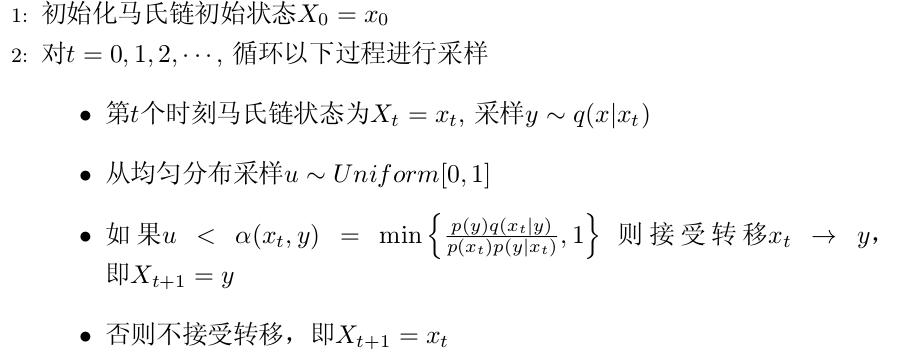 1: 初始化马氏链初始状态$X_0 = x_0$
2: 对$t = 0, 1, 2, \cdots$, 循环以下过程进行采样
• 第$t$个时刻马氏链状态为$X_t = x_t$, 采样$y \sim q(x|x_t)$
• 从均匀分布采样$u \sim Uniform[0, 1]$
• 如果$u < \alpha(x_t, y) = \min\left\{\frac{p(y)q(x_t|y)}{p(x_t)p(y|x_t)}, 1\right\}$ 则接受转移$x_t \to y$，
即$X_{t+1} = y$
• 否则不接受转移，即$X_{t+1} = x_t$